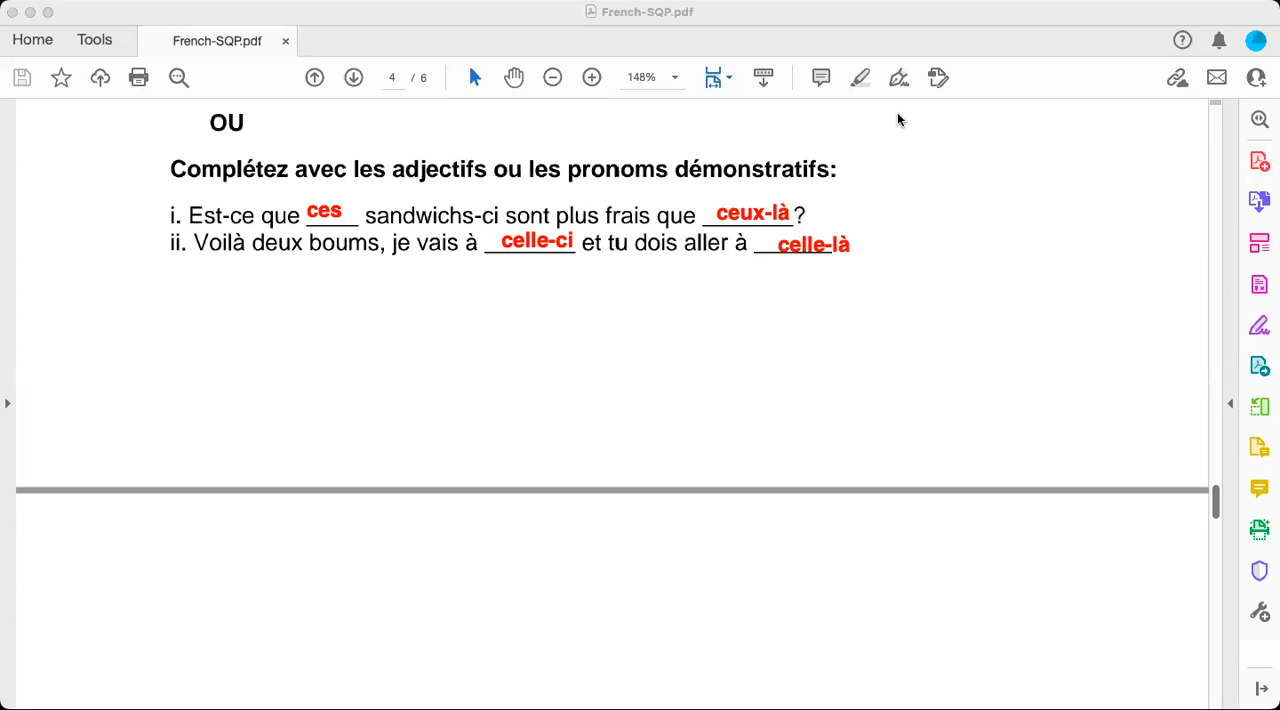 French-SQP.pdf
Home Tools French-SQP.pdf ×
4 / 6 148%
OU
Complétez avec les adjectifs ou les pronoms démonstratifs:
i. Est-ce que ces sandwichs-ci sont plus frais que ceux-là?
ii. Voilà deux boums, je vais à celle-ci et tu dois aller à celle-là